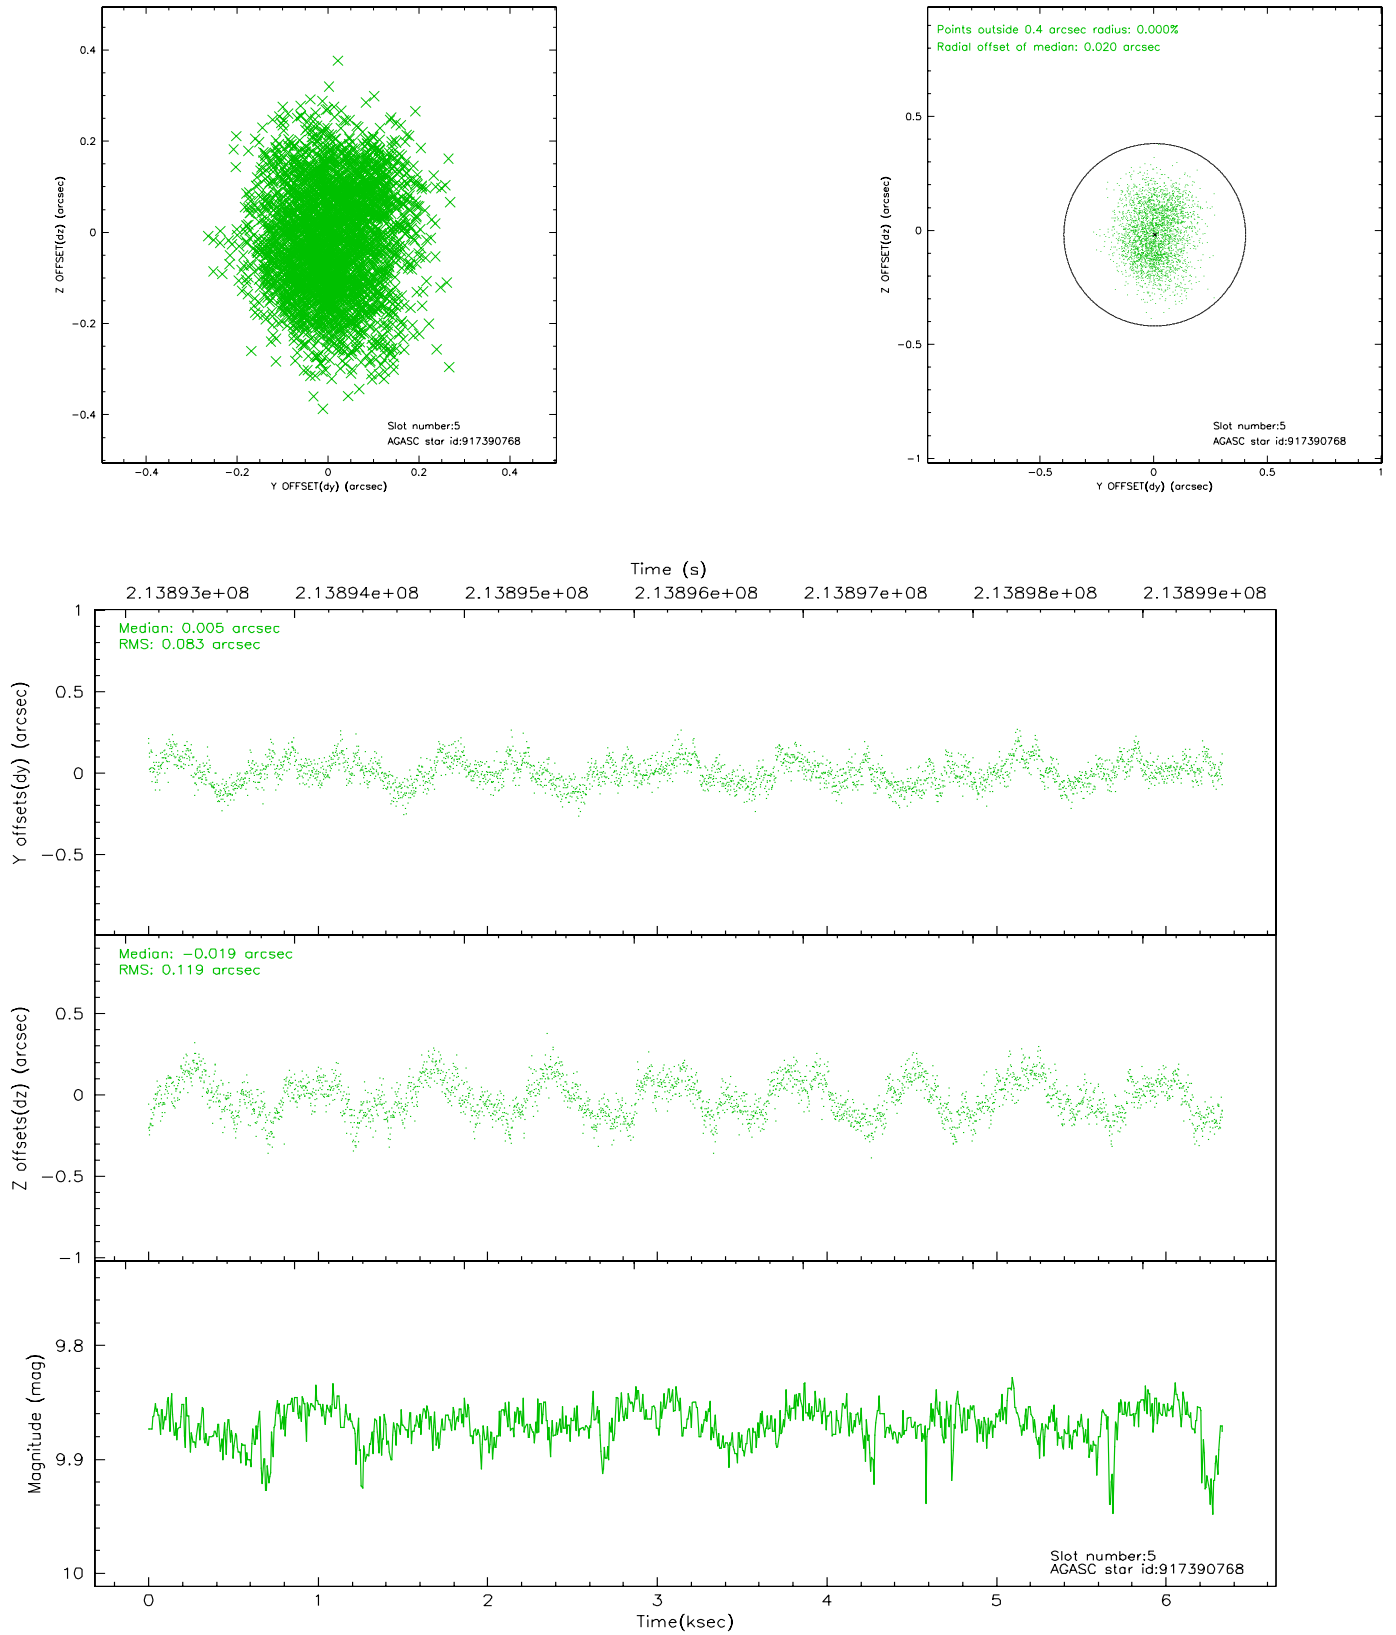 0.4
0.2
0
-0.2
-0.4
Z OFFSET(dz) (arcsec)
Slot number:5
AGASC star id:917390768
-0.4 -0.2 0 0.2 0.4
Y OFFSET(dy) (arcsec)
Points outside 0.4 arcsec radius: 0.000%
Radial offset of median: 0.020 arcsec
0.5
0
-0.5
-1
Z OFFSET(dz) (arcsec)
Slot number:5
AGASC star id:917390768
-0.5 0 0.5 1
Y OFFSET(dy) (arcsec)
Time (s)
2.13893e+08 2.13894e+08 2.13895e+08 2.13896e+08 2.13897e+08 2.13898e+08 2.13899e+08
Median: 0.005 arcsec
RMS: 0.083 arcsec
1
0.5
0
-0.5
Y offsets(dy) (arcsec)
Median: -0.019 arcsec
RMS: 0.119 arcsec
0.5
0
-0.5
-1
Z offsets(dz) (arcsec)
9.8
9.9
10
Magnitude (mag)
Slot number:5
AGASC star id:917390768
0 1 2 3 4 5 6
Time(ksec)